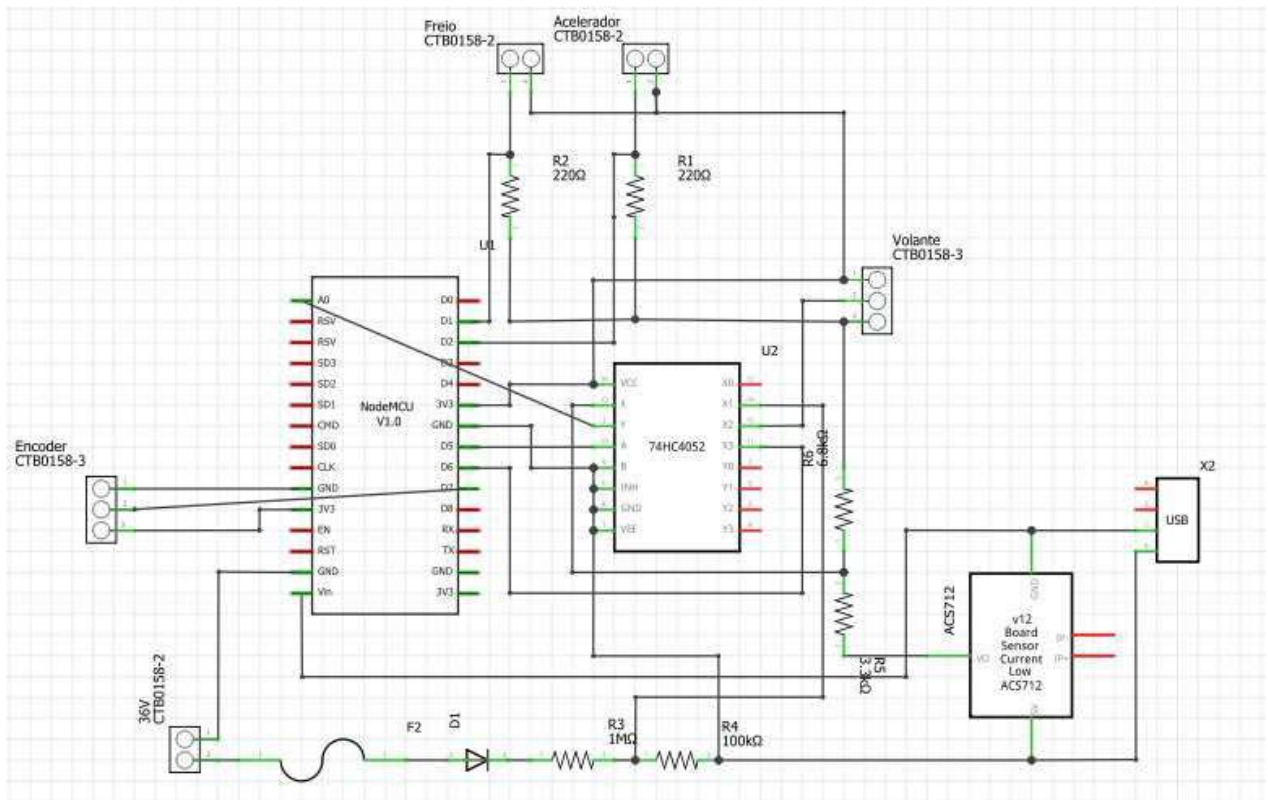 Freio
CTB0158-2
Acelerador
CTB0158-2
R2
220Ω
R1
220Ω
U1
Volante
CTB0158-3
A0
RSV
RSV
SD3
SD2
SD1
CMD
SD0
CLK
GND
3V3
EN
RST
GND
Vin
NodeMCU
V1.0
D0
D1
D2
D3
D4
3V3
GND
D5
D6
D7
D8
RX
TX
GND
3V3
U2
VCC
X
Y
A
B
INH
GND
VEE
74HC4052
X0
X1
X2
X3
Y0
Y1
Y2
Y3
R6
6.8kΩ
Encoder
CTB0158-3
X2
USB
ACS712
GND
v12
Board
Sensor
Current
Low
ACS712
VO
IP+
R5
3.3kΩ
36V
CTB0158-2
F2
D1
R3
1MΩ
R4
100kΩ